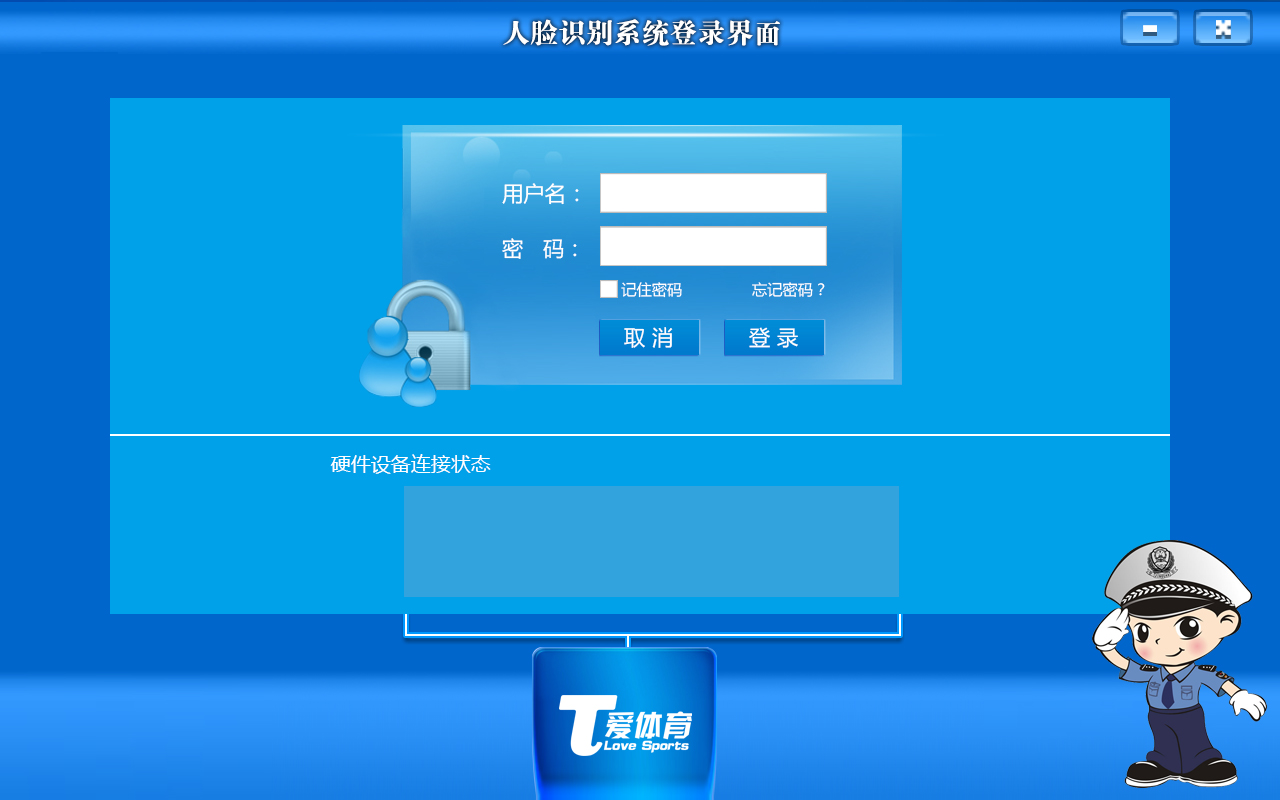 人脸识别系统登录界面
用户名：
密 码：
记住密码 忘记密码？
取消 登录
硬件设备连接状态
T爱体育
Love Sports